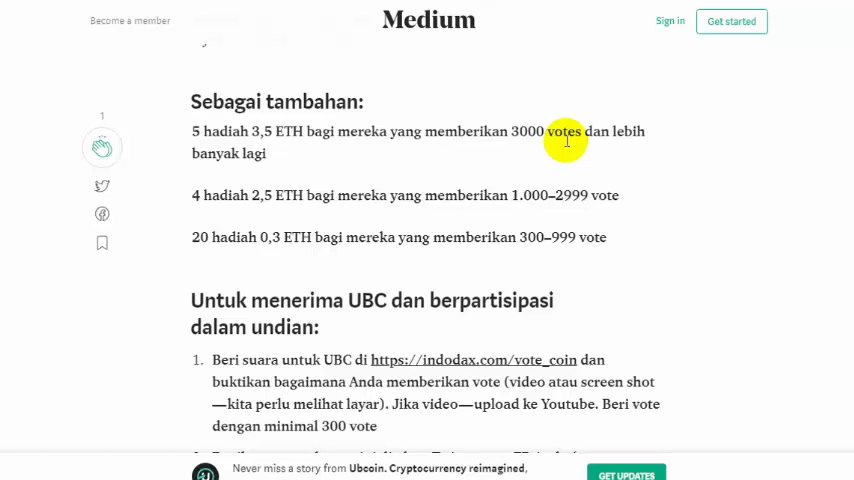 Become a member
Medium
Sign in
Get started
Sebagai tambahan:
1
5 hadiah 3,5 ETH bagi mereka yang memberikan 3000 votes dan lebih
banyak lagi
4 hadiah 2,5 ETH bagi mereka yang memberikan 1.000–2999 vote
20 hadiah 0,3 ETH bagi mereka yang memberikan 300–999 vote
Untuk menerima UBC dan berpartisipasi
dalam undian:
1. Beri suara untuk UBC di https://indodax.com/vote_coin dan
buktikan bagaimana Anda memberikan vote (video atau screen shot
—kita perlu melihat layar). Jika video—upload ke Youtube. Beri vote
dengan minimal 300 vote
Never miss a story from Ubcoin. Cryptocurrency reimagined,
GET UPDATES